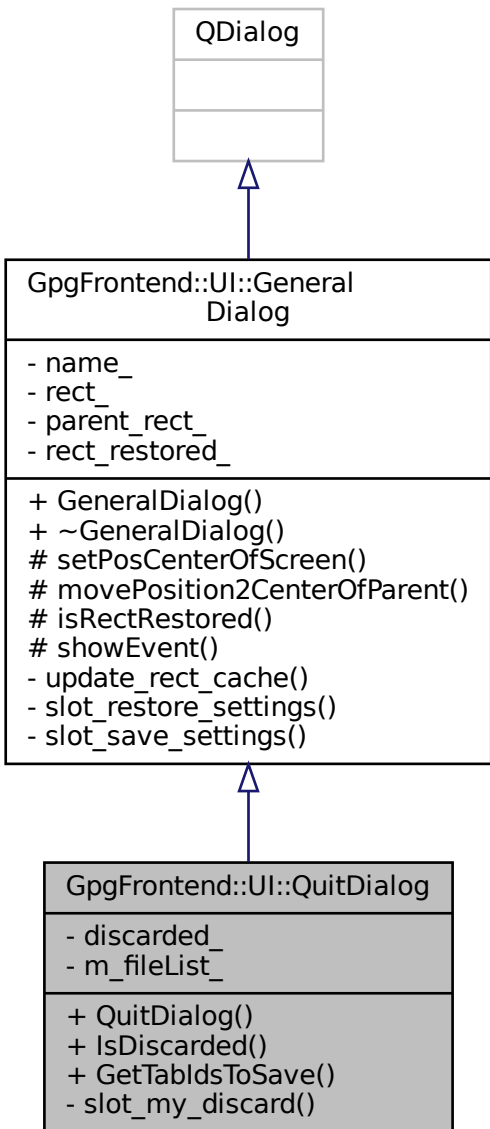 QDialog
GpgFrontend::UI::General
Dialog
- name_
- rect_
- parent_rect_
- rect_restored_
+ GeneralDialog()
+ ~GeneralDialog()
# setPosCenterOfScreen()
# movePosition2CenterOfParent()
# isRectRestored()
# showEvent()
- update_rect_cache()
- slot_restore_settings()
- slot_save_settings()
GpgFrontend::UI::QuitDialog
- discarded_
- m_fileList_
+ QuitDialog()
+ IsDiscarded()
+ GetTabIdsToSave()
- slot_my_discard()